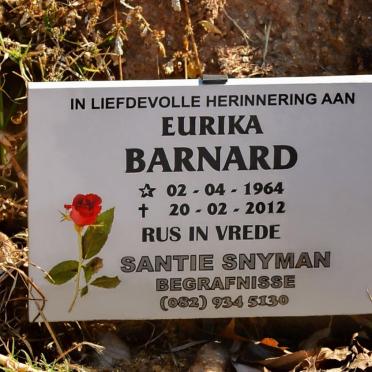 IN LIEFDEVOLLE HERINNERING AAN
EURIKA
BARNARD
☆ 02 - 04 - 1964
✝ 20 - 02 - 2012
RUS IN VREDE
SANTIE SNYMAN
BEGRAFNISSE
(082) 934 5130